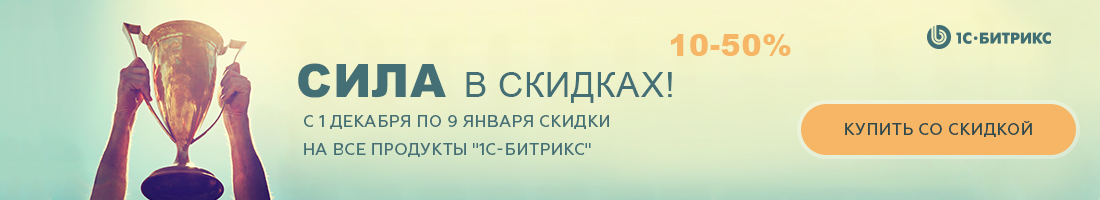 10-50%
1С-БИТРИКС
СИЛА В СКИДКАХ!
С 1 ДЕКАБРЯ ПО 9 ЯНВАРЯ СКИДКИ
НА ВСЕ ПРОДУКТЫ "1С-БИТРИКС"
КУПИТЬ СО СКИДКОЙ